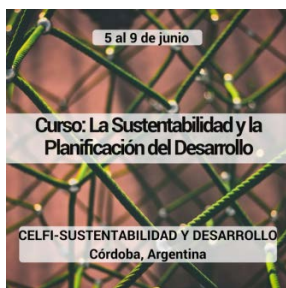 5 al 9 de junio
Curso: La Sustentabilidad y la
Planificación del Desarrollo
CELFI-SUSTENTABILIDAD Y DESARROLLO
Córdoba, Argentina